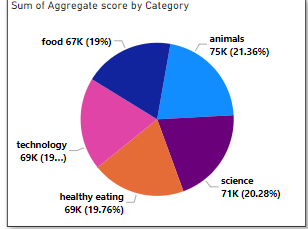 Sum of Aggregate score by Category
food 67K (19%)
animals
75K (21.36%)
technology
69K (19...)
science
71K (20.28%)
healthy eating
69K (19.76%)